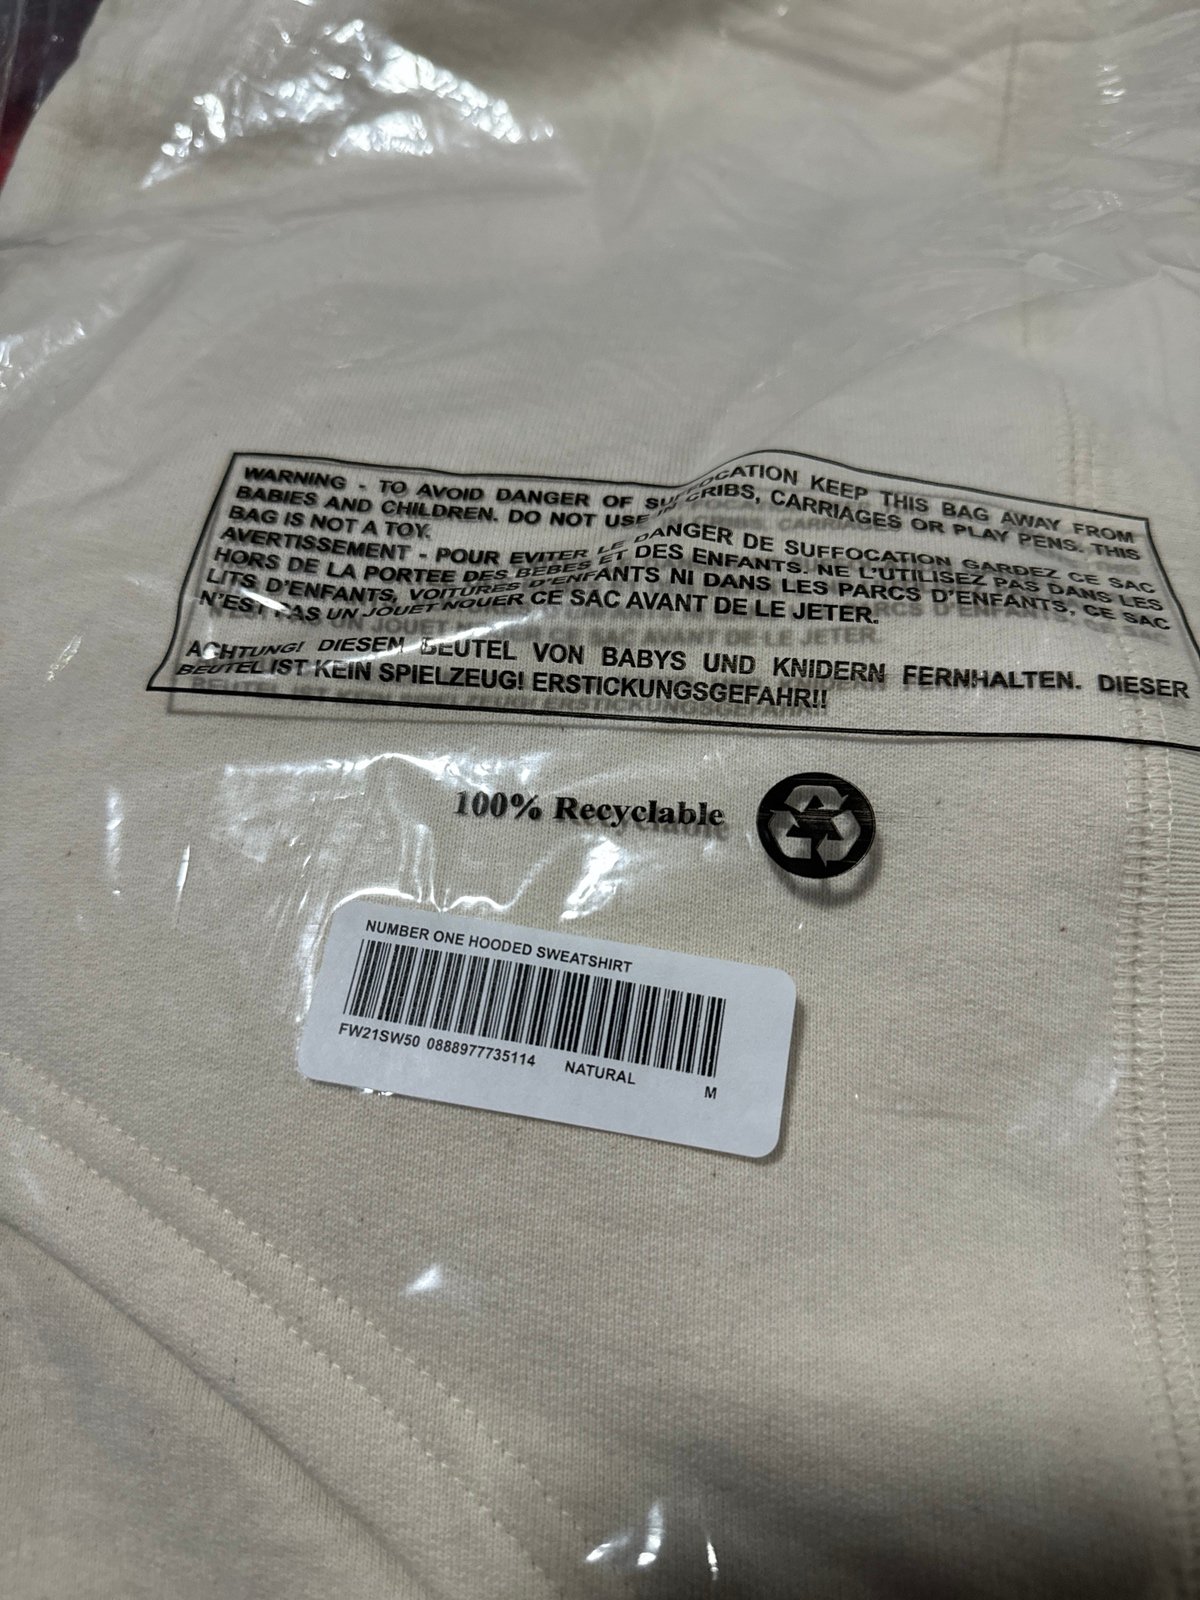 WARNING - TO AVOID DANGER OF SUFFOCATION KEEP THIS BAG AWAY FROM
BABIES AND CHILDREN. DO NOT USE IN CRIBS, CARRIAGES OR PLAY PENS. THIS
BAG IS NOT A TOY.
AVERTISSEMENT - POUR EVITER LE DANGER DE SUFFOCATION GARDEZ CE SAC
HORS DE LA PORTEE DES BEBES ET DES ENFANTS. NE L'UTILISEZ PAS DANS LES
LITS D'ENFANTS, VOITURES D'ENFANTS NI DANS LES PARCS D'ENFANTS. CE SAC
N'EST PAS UN JOUET NOUER CE SAC AVANT DE LE JETER.
ACHTUNG! DIESEN BEUTEL VON BABYS UND KNIDERN FERNHALTEN. DIESER
BEUTEL IST KEIN SPIELZEUG! ERSTICKUNGSGEFAHR!!
100% Recyclable
NUMBER ONE HOODED SWEATSHIRT
FW21SW50 0888977735114 NATURAL M